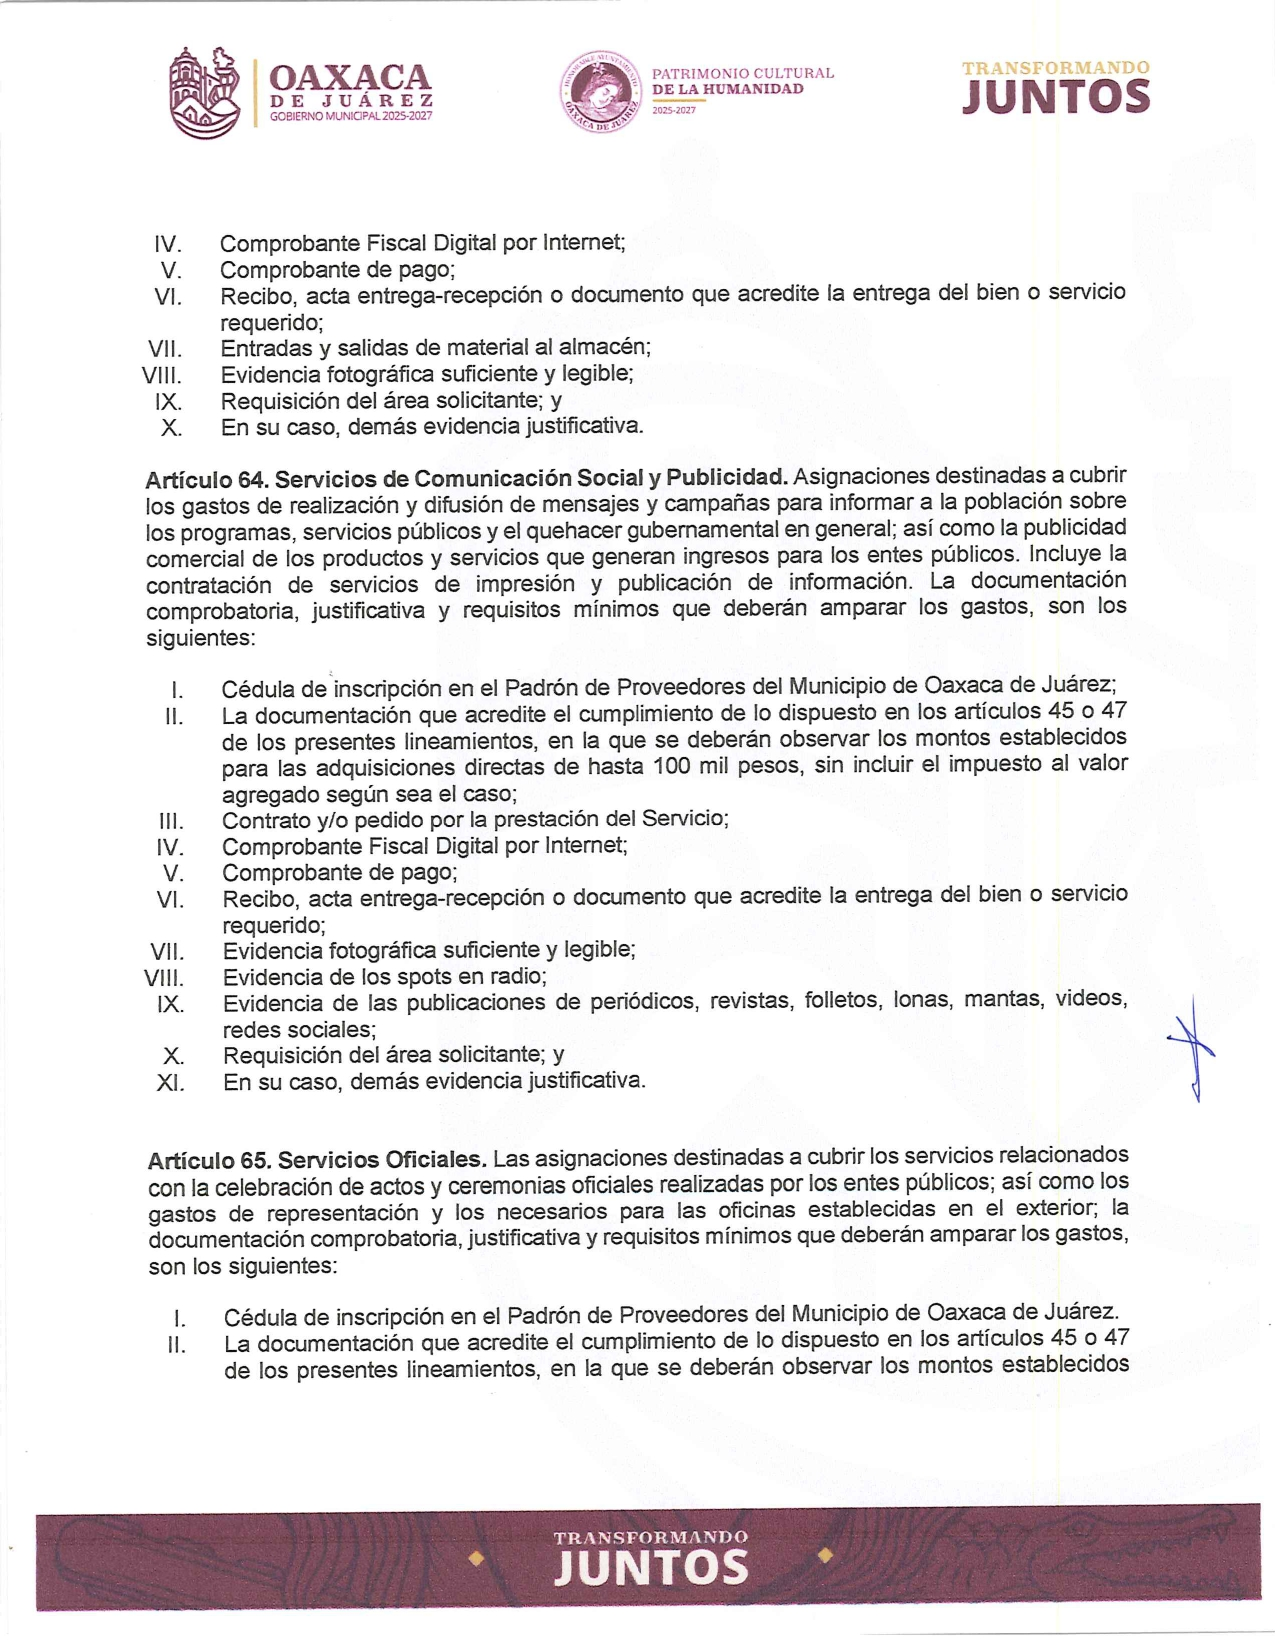 OAXACA
DE JUÁREZ
GOBIERNO MUNICIPAL 2025-2027
HONORABLE AYUNTAMIENTO
OAXACA DE JUÁREZ
PATRIMONIO CULTURAL
DE LA HUMANIDAD
2025-2027
TRANSFORMANDO
JUNTOS
IV. Comprobante Fiscal Digital por Internet;
V. Comprobante de pago;
VI. Recibo, acta entrega-recepción o documento que acredite la entrega del bien o servicio
requerido;
VII. Entradas y salidas de material al almacén;
VIII. Evidencia fotográfica suficiente y legible;
IX. Requisición del área solicitante; y
X. En su caso, demás evidencia justificativa.
Artículo 64. Servicios de Comunicación Social y Publicidad. Asignaciones destinadas a cubrir
los gastos de realización y difusión de mensajes y campañas para informar a la población sobre
los programas, servicios públicos y el quehacer gubernamental en general; así como la publicidad
comercial de los productos y servicios que generan ingresos para los entes públicos. Incluye la
contratación de servicios de impresión y publicación de información. La documentación
comprobatoria, justificativa y requisitos mínimos que deberán amparar los gastos, son los
siguientes:
I. Cédula de inscripción en el Padrón de Proveedores del Municipio de Oaxaca de Juárez;
II. La documentación que acredite el cumplimiento de lo dispuesto en los artículos 45 o 47
de los presentes lineamientos, en la que se deberán observar los montos establecidos
para las adquisiciones directas de hasta 100 mil pesos, sin incluir el impuesto al valor
agregado según sea el caso;
III. Contrato y/o pedido por la prestación del Servicio;
IV. Comprobante Fiscal Digital por Internet;
V. Comprobante de pago;
VI. Recibo, acta entrega-recepción o documento que acredite la entrega del bien o servicio
requerido;
VII. Evidencia fotográfica suficiente y legible;
VIII. Evidencia de los spots en radio;
IX. Evidencia de las publicaciones de periódicos, revistas, folletos, lonas, mantas, videos,
redes sociales;
X. Requisición del área solicitante; y
XI. En su caso, demás evidencia justificativa.
Artículo 65. Servicios Oficiales. Las asignaciones destinadas a cubrir los servicios relacionados
con la celebración de actos y ceremonias oficiales realizadas por los entes públicos; así como los
gastos de representación y los necesarios para las oficinas establecidas en el exterior; la
documentación comprobatoria, justificativa y requisitos mínimos que deberán amparar los gastos,
son los siguientes:
I. Cédula de inscripción en el Padrón de Proveedores del Municipio de Oaxaca de Juárez.
II. La documentación que acredite el cumplimiento de lo dispuesto en los artículos 45 o 47
de los presentes lineamientos, en la que se deberán observar los montos establecidos
TRANSFORMANDO
JUNTOS